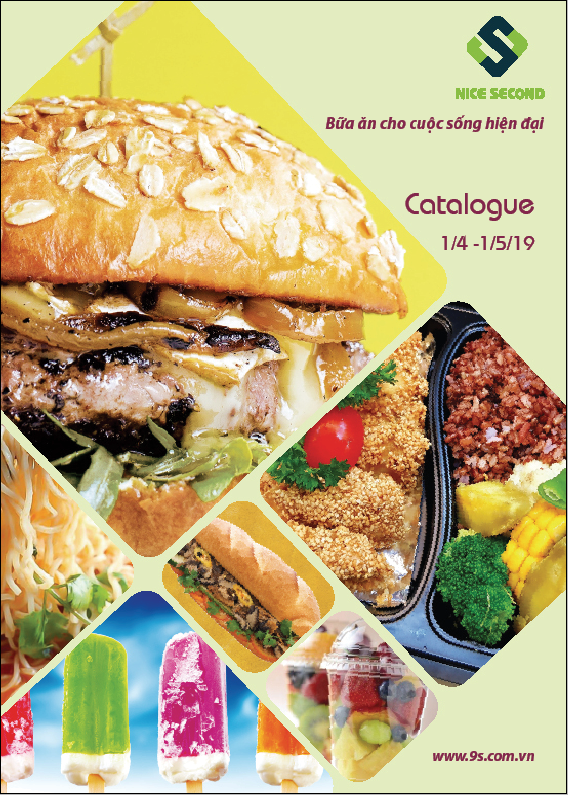 NICE SECOND
Bữa ăn cho cuộc sống hiện đại
Catalogue
1/4 -1/5/19
www.9s.com.vn